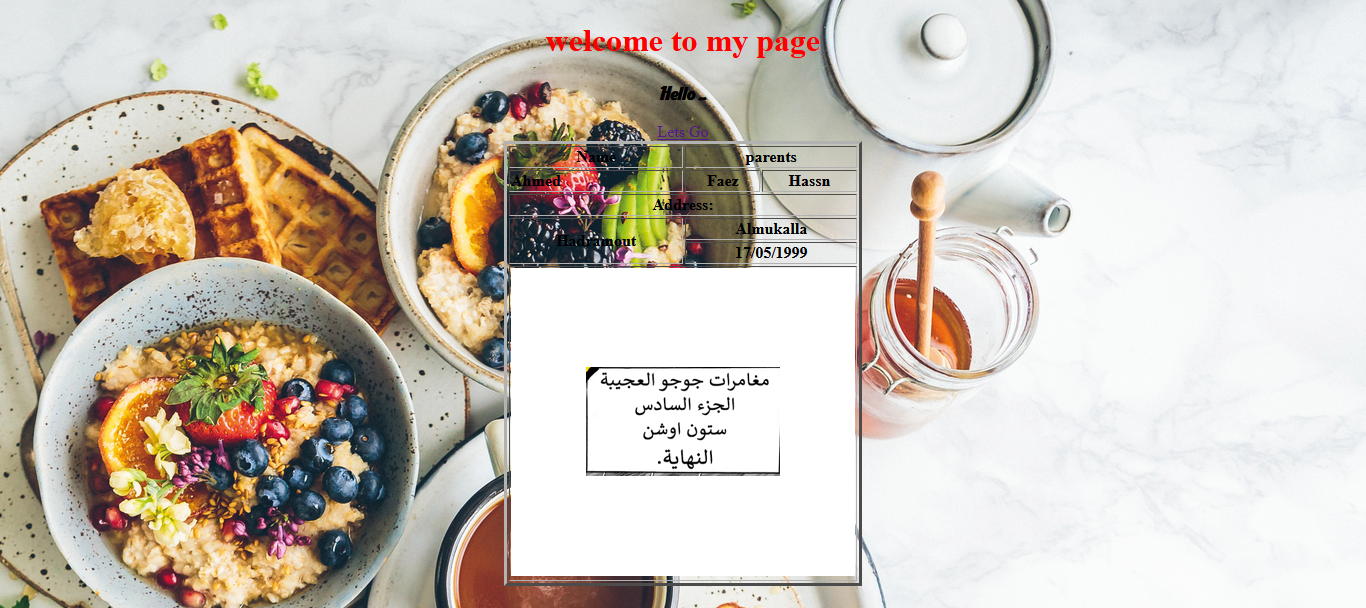 welcome to my page
Hello ..
Lets Go
Name parents
Ahmed Faez Hassn
Address:
Hadramout Almukalla
17/05/1999
مغامرات جوجو العجيبة
الجزء السادس
ستون اوشن
النهاية.